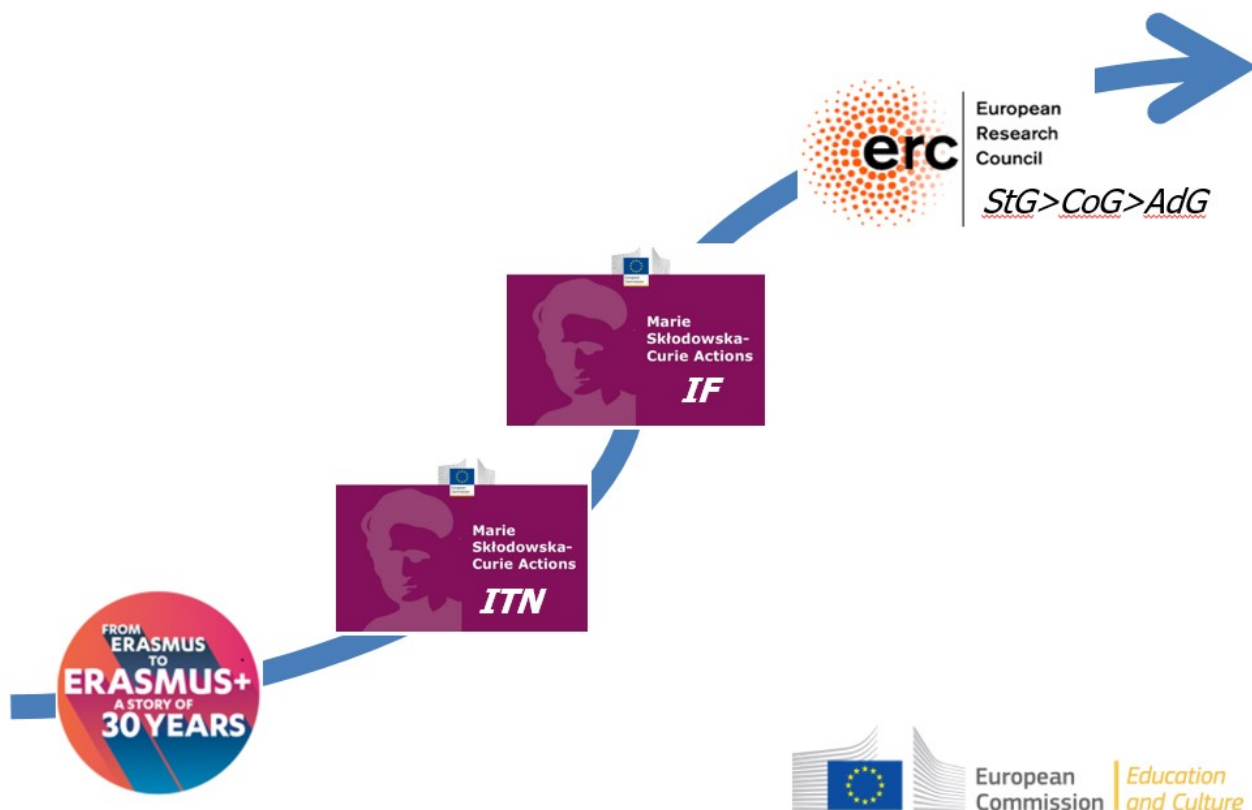 European
Research
Council
erc
StG>CoG>AdG
Marie
Skłodowska-
Curie Actions
IF
Marie
Skłodowska-
Curie Actions
ITN
FROM
ERASMUS
TO
ERASMUS+
A STORY OF
30 YEARS
European
Commission
Education
and Culture